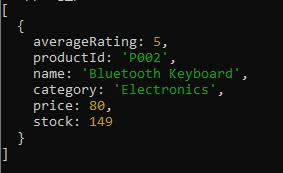 [
  {
    averageRating: 5,
    productId: 'P002',
    name: 'Bluetooth Keyboard',
    category: 'Electronics',
    price: 80,
    stock: 149
  }
]